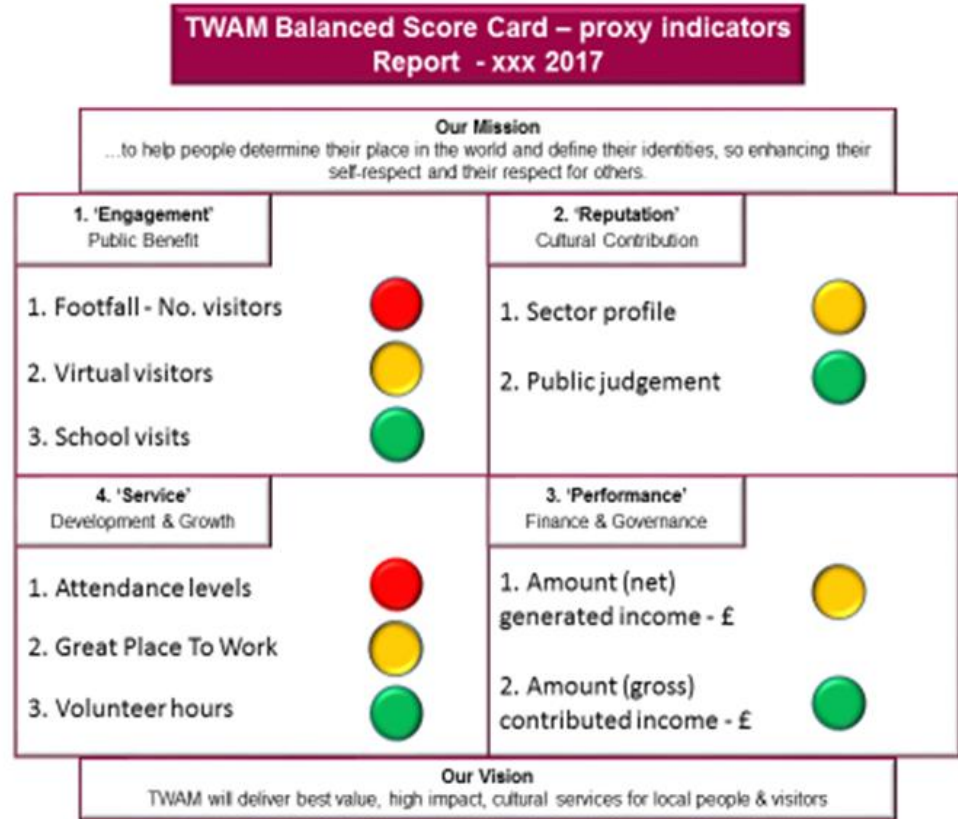 TWAM Balanced Score Card – proxy indicators
Report - xxx 2017
Our Mission
...to help people determine their place in the world and define their identities, so enhancing their
self-respect and their respect for others.
1. ‘Engagement’
Public Benefit
1. Footfall - No. visitors
2. Virtual visitors
3. School visits
2. ‘Reputation’
Cultural Contribution
1. Sector profile
2. Public judgement
4. ‘Service’
Development & Growth
1. Attendance levels
2. Great Place To Work
3. Volunteer hours
3. ‘Performance’
Finance & Governance
1. Amount (net)
generated income - £
2. Amount (gross)
contributed income - £
Our Vision
TWAM will deliver best value, high impact, cultural services for local people & visitors